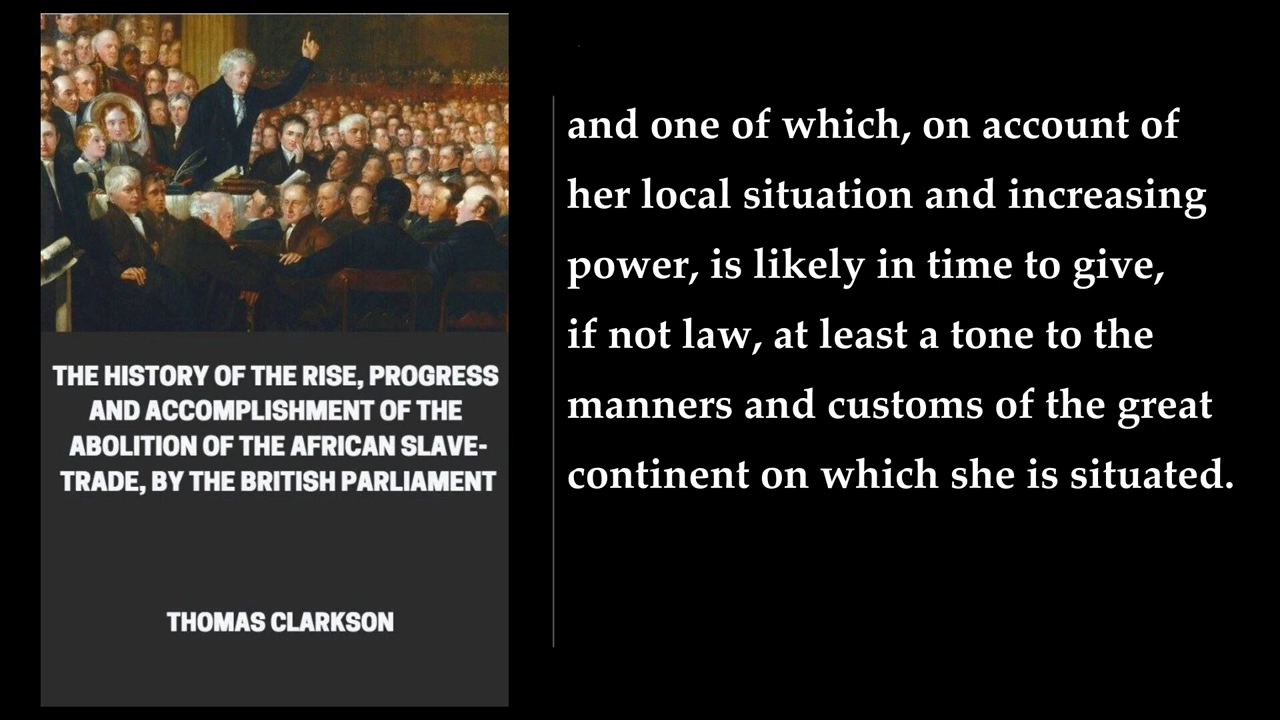 THE HISTORY OF THE RISE, PROGRESS
AND ACCOMPLISHMENT OF THE
ABOLITION OF THE AFRICAN SLAVE-
TRADE, BY THE BRITISH PARLIAMENT
THOMAS CLARKSON
and one of which, on account of
her local situation and increasing
power, is likely in time to give,
if not law, at least a tone to the
manners and customs of the great
continent on which she is situated.